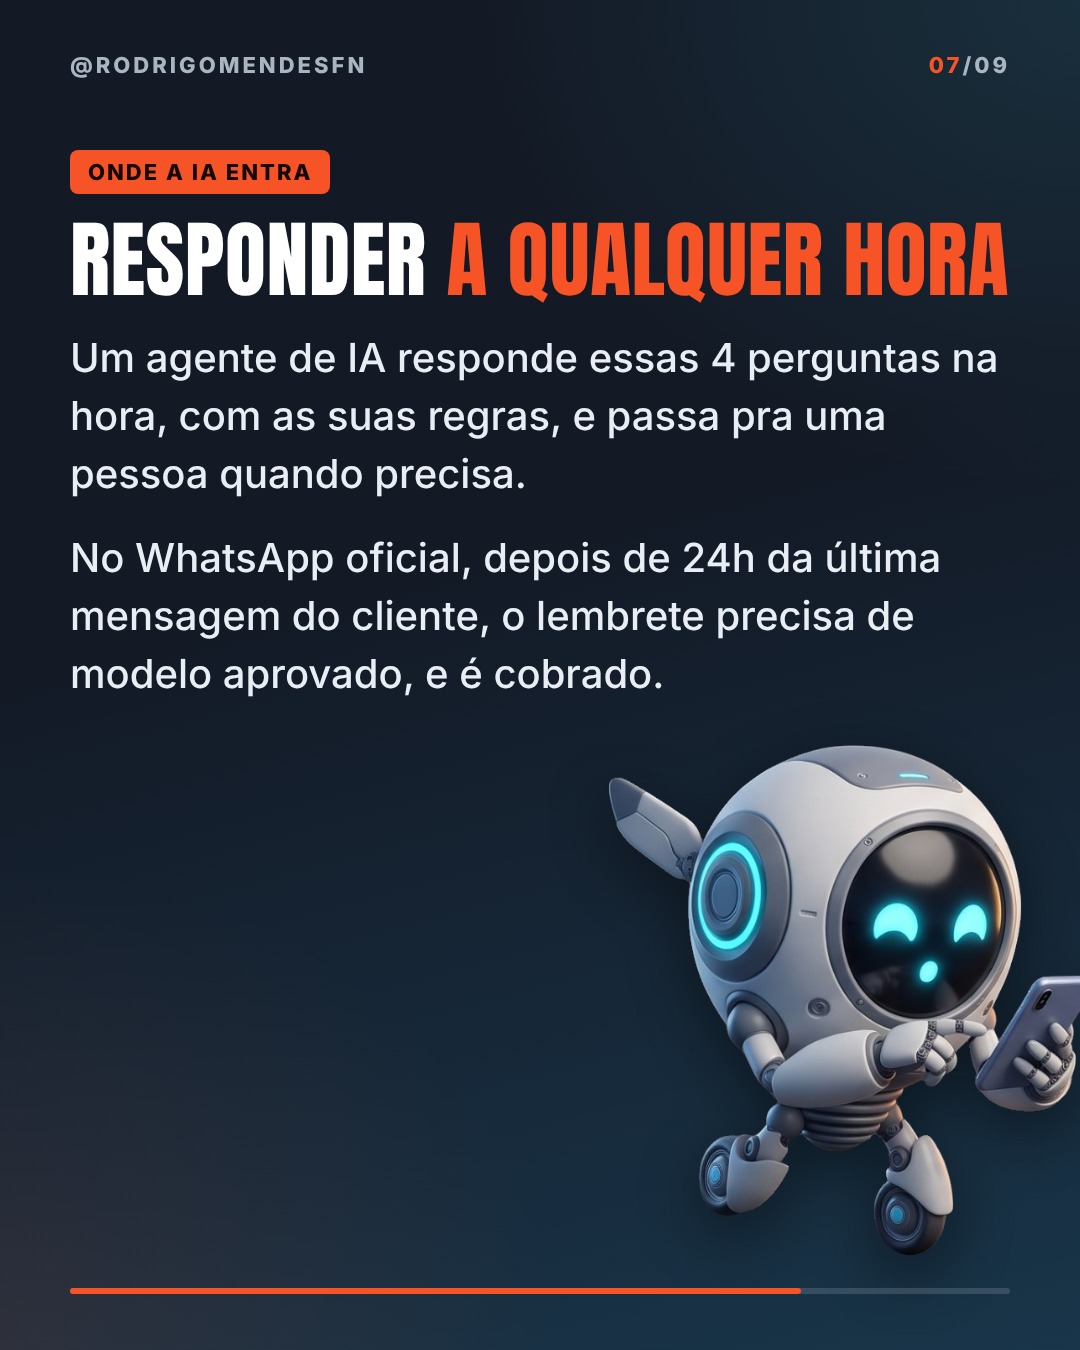 @RODRIGOMENDESFN
07/09
ONDE A IA ENTRA
RESPONDER A QUALQUER HORA
Um agente de IA responde essas 4 perguntas na
hora, com as suas regras, e passa pra uma
pessoa quando precisa.
No WhatsApp oficial, depois de 24h da última
mensagem do cliente, o lembrete precisa de
modelo aprovado, e é cobrado.